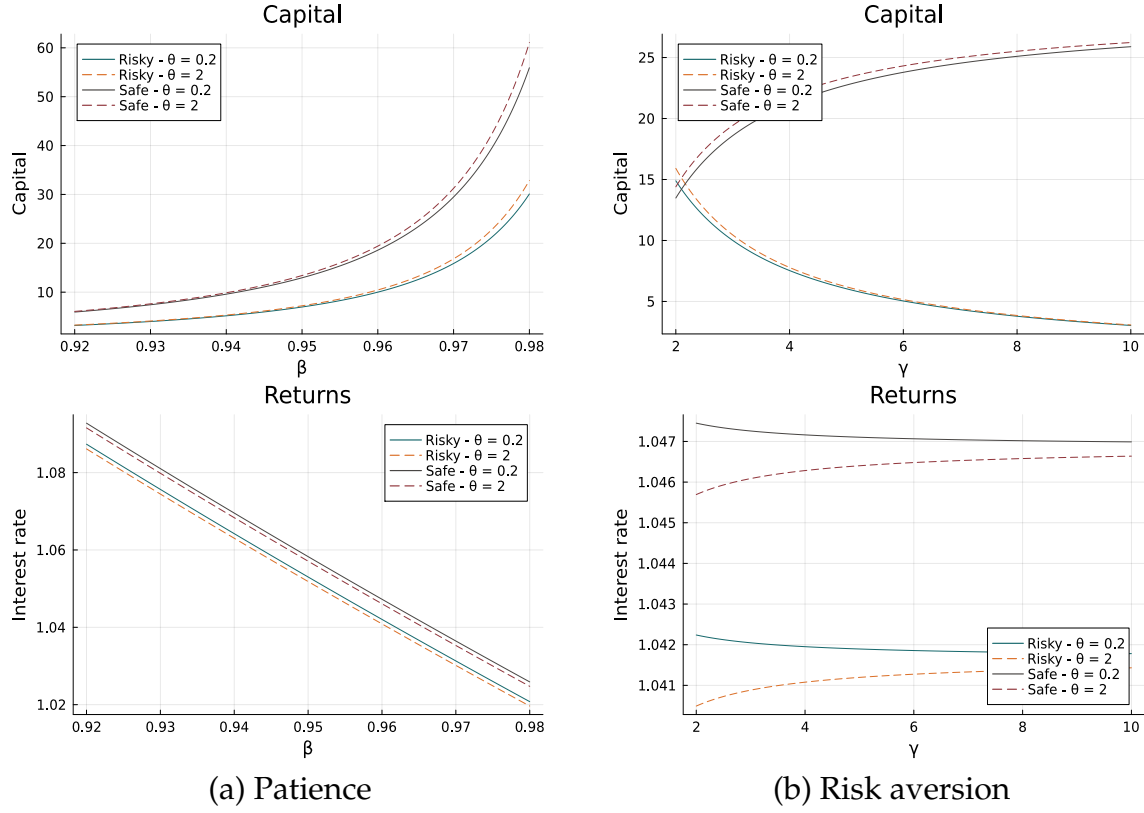 Capital
Capital
Risky - θ = 0.2
Risky - θ = 2
Safe - θ = 0.2
Safe - θ = 2
60
50
40
30
20
10
0.92 0.93 0.94 0.95 0.96 0.97 0.98
β
Capital
Capital
Risky - θ = 0.2
Risky - θ = 2
Safe - θ = 0.2
Safe - θ = 2
25
20
15
10
5
2 4 6 8 10
γ
Returns
Interest rate
Risky - θ = 0.2
Risky - θ = 2
Safe - θ = 0.2
Safe - θ = 2
1.08
1.06
1.04
1.02
0.92 0.93 0.94 0.95 0.96 0.97 0.98
β
(a) Patience
Returns
Interest rate
1.047
1.046
1.045
1.044
1.043
1.042
1.041
Risky - θ = 0.2
Risky - θ = 2
Safe - θ = 0.2
Safe - θ = 2
2 4 6 8 10
γ
(b) Risk aversion